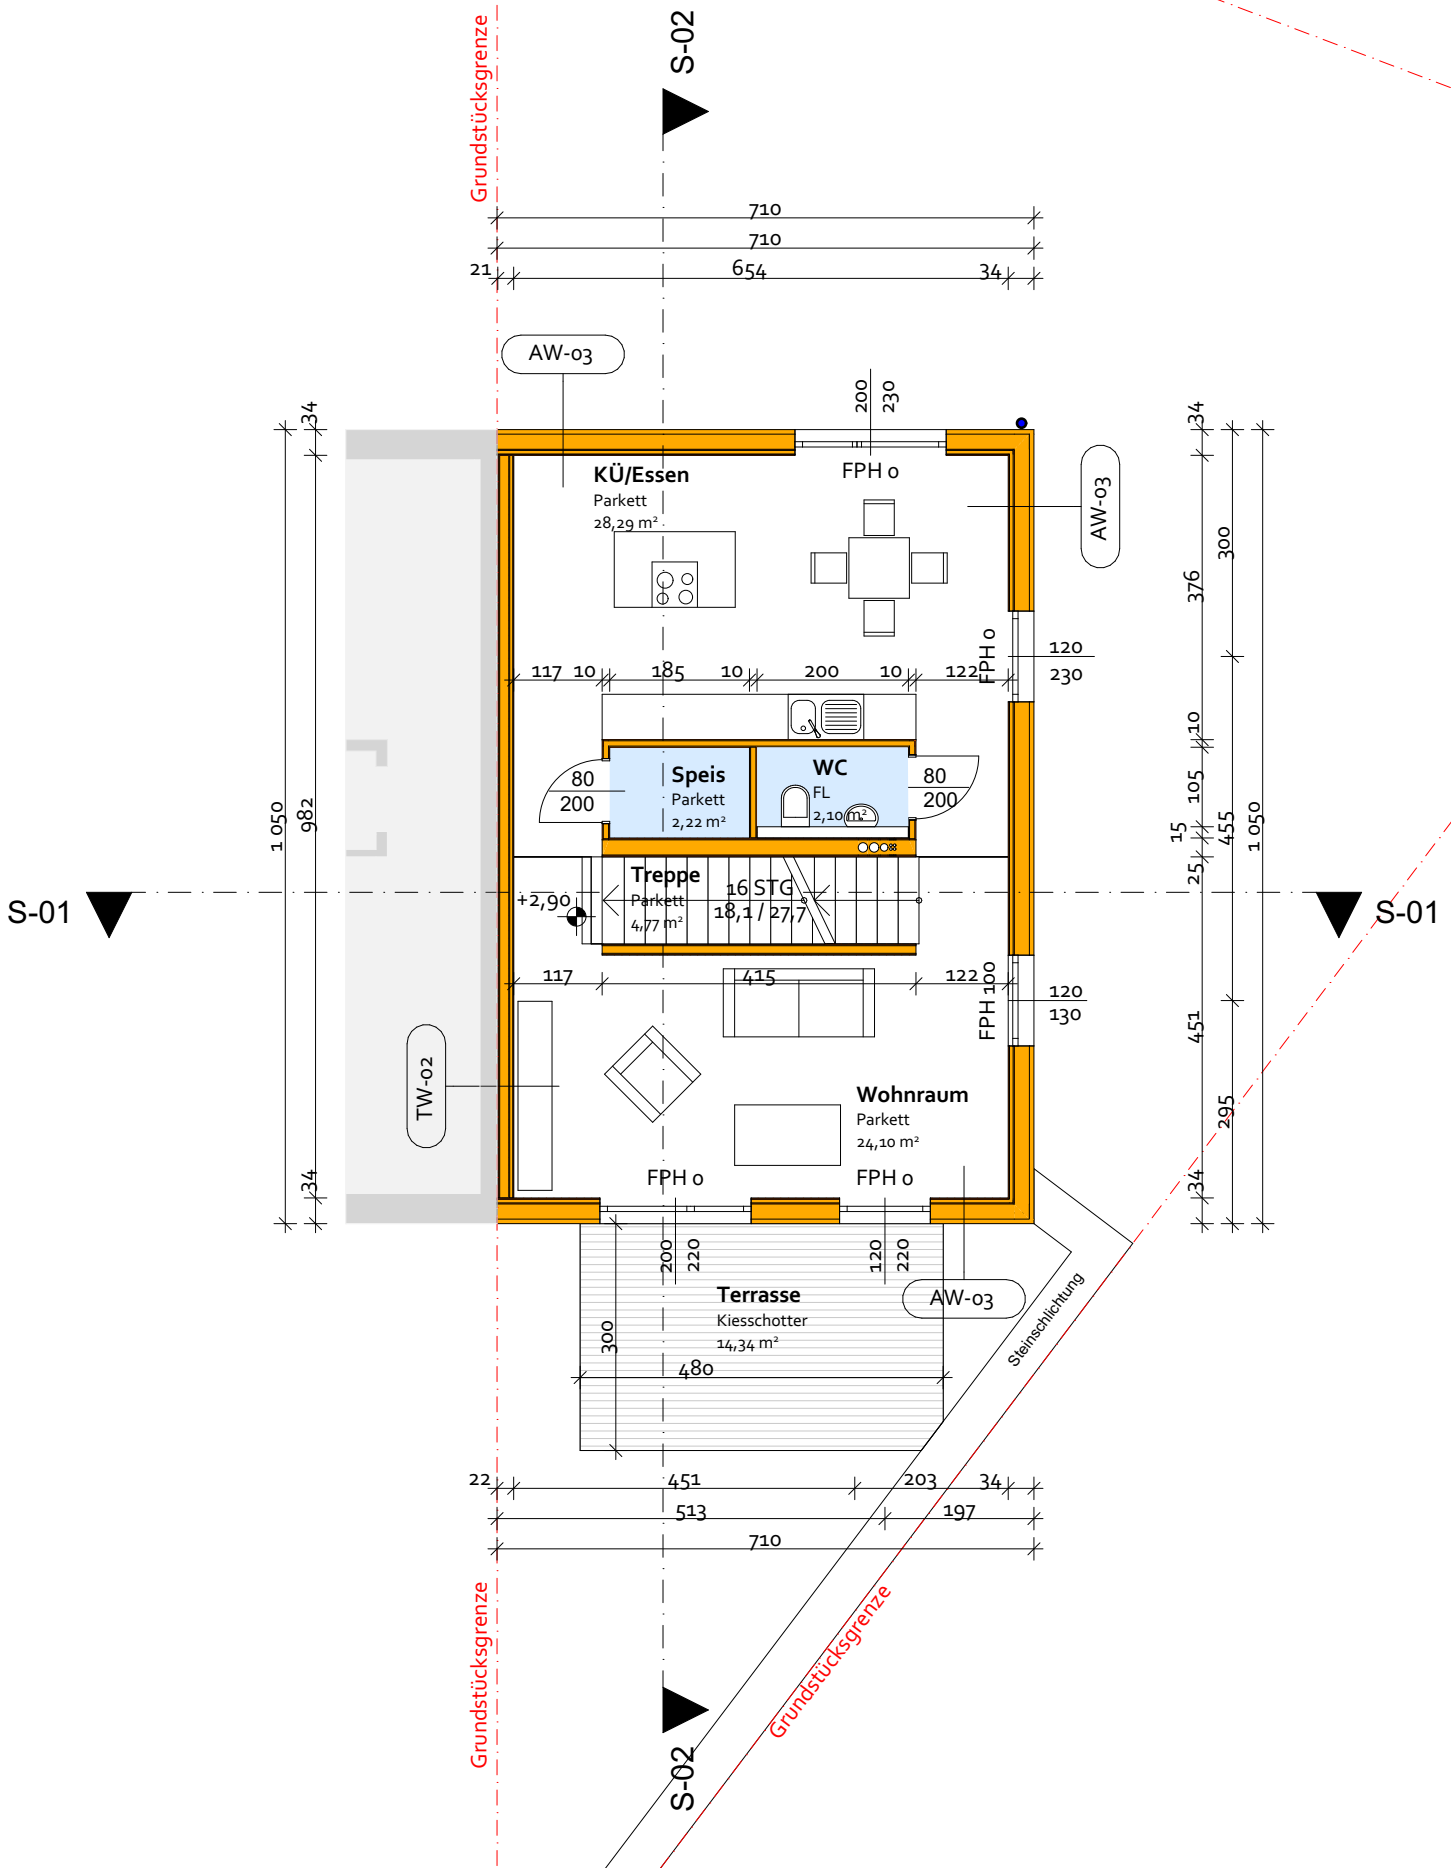 Grundstücksgrenze
S-02
710
710
21
654
34
AW-03
200
230
34
34
FPH 0
KÜ/Essen
Parkett
28,29 m²
AW-03
300
376
FPH 0
120
230
117
10
185
10
200
10
122
10
80
200
Speis
Parkett
2,22 m²
WC
FL
2,10 m²
80
200
105
1 050
982
15
455
1 050
25
Treppe
Parkett
4,77 m²
16 STG
18,1 / 27,7
+2,90
S-01
S-01
117
415
122
FPH 100
120
130
451
TW-02
Wohnraum
Parkett
24,10 m²
295
34
34
FPH 0
FPH 0
200
220
120
220
Terrasse
Kiesschotter
14,34 m²
AW-03
Steinschlichtung
300
480
22
451
203
34
513
197
710
Grundstücksgrenze
Grundstücksgrenze
S-02